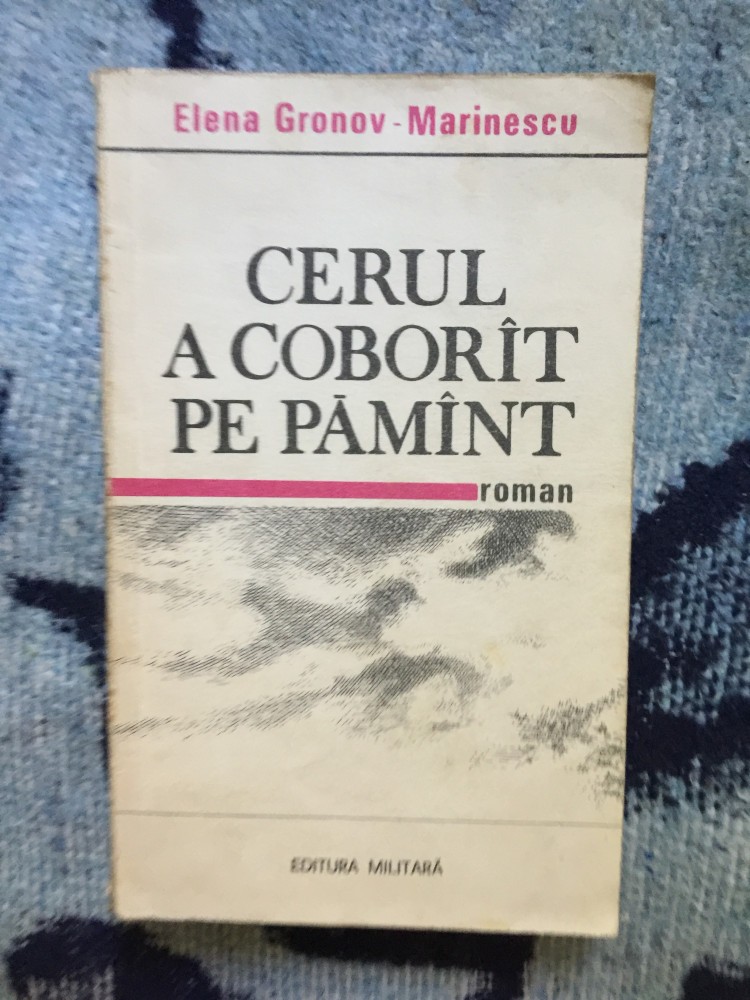 Elena Gronov-Marinescu
CERUL
A COBORÎT
PE PĂMÎNT
roman
EDITURA MILITARĂ